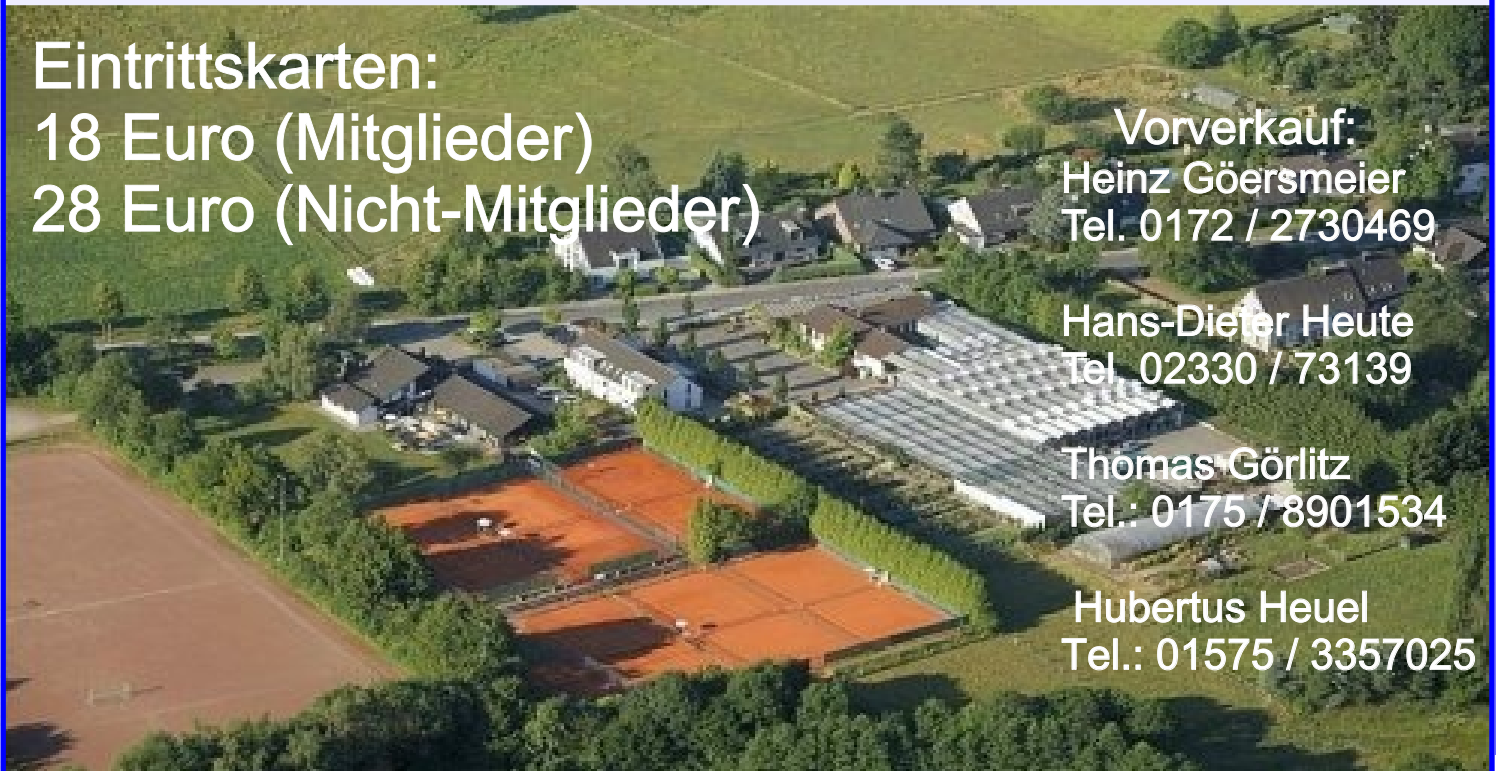 Eintrittskarten:
18 Euro (Mitglieder)
28 Euro (Nicht-Mitglieder)
Vorverkauf:
Heinz Göersmeier
Tel. 0172 / 2730469
Hans-Dieter Heute
Tel. 02330 / 73139
Thomas Görlitz
Tel.: 0175 / 8901534
Hubertus Heuel
Tel.: 01575 / 3357025